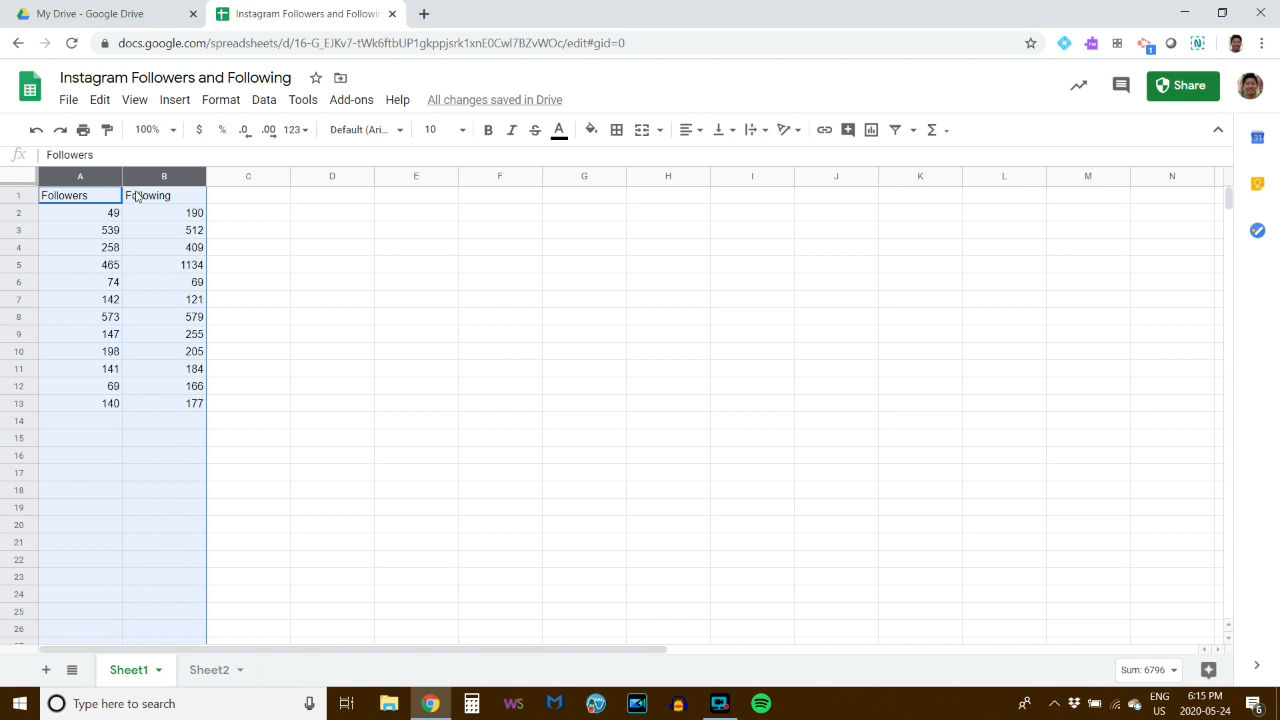 My Drive - Google Drive
Instagram Followers and Followin
docs.google.com/spreadsheets/d/16-G_EJKv7-tWk6ftbUP1gkppjsrk1xnE0Cwl7BZvWOc/edit#gid=0
Instagram Followers and Following
Share
File Edit View Insert Format Data Tools Add-ons Help All changes saved in Drive
100% $ % .0 .00 123 Default (Ari... 10 B I S A
fx Followers
A B C D E F G H I J K L M N
1 Followers Following
2 49 190
3 539 512
4 258 409
5 465 1134
6 74 69
7 142 121
8 573 579
9 147 255
10 198 205
11 141 184
12 69 166
13 140 177
14
15
16
17
18
19
20
21
22
23
24
25
26
Sheet1 Sheet2 Sum: 6796
Type here to search
ENG 6:15 PM
US 2020-05-24 6